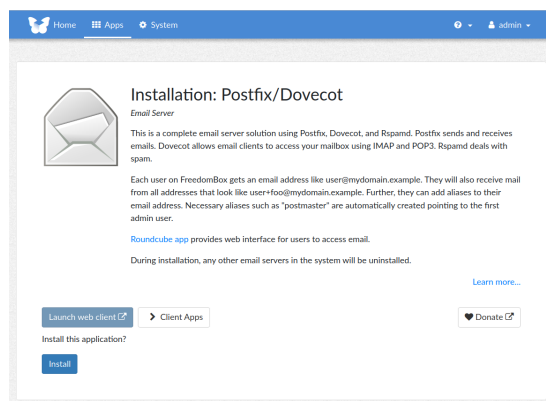 Home Apps System admin
Installation: Postfix/Dovecot
Email Server
This is a complete email server solution using Postfix, Dovecot, and Rspamd. Postfix sends and receives
emails. Dovecot allows email clients to access your mailbox using IMAP and POP3. Rspamd deals with
spam.
Each user on FreedomBox gets an email address like user@mydomain.example. They will also receive mail
from all addresses that look like user+foo@mydomain.example. Further, they can add aliases to their
email address. Necessary aliases such as "postmaster" are automatically created pointing to the first
admin user.
Roundcube app provides web interface for users to access email.
During installation, any other email servers in the system will be uninstalled.
Learn more...
Launch web client Client Apps Donate
Install this application?
Install